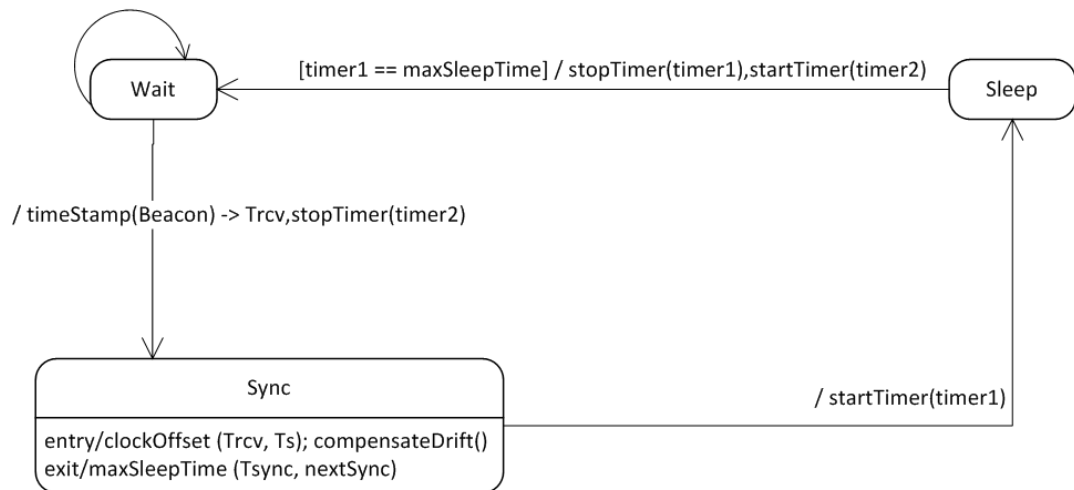 [timer1 == maxSleepTime] / stopTimer(timer1),startTimer(timer2)
Wait
Sleep
/ timeStamp(Beacon) -> Trcv,stopTimer(timer2)
Sync
/ startTimer(timer1)
entry/clockOffset (Trcv, Ts); compensateDrift()
exit/maxSleepTime (Tsync, nextSync)